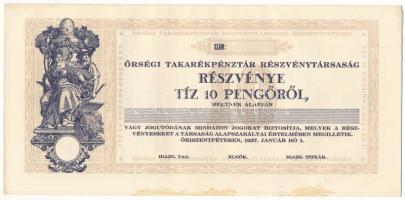 SZÁM:
ŐRSÉGI TAKARÉKPÉNZTÁR RÉSZVÉNYTÁRSASÁG
RÉSZVÉNYE
TÍZ 10 PENGŐRŐL,
MELYNEK ALAPJÁN
VAGY JOGUTÓDÁNAK MINDAZON JOGOKAT BIZTOSÍTJA, MELYEK A RÉSZ-
VÉNYESEKET A TÁRSASÁG ALAPSZABÁLYAI ÉRTELMÉBEN MEGILLETIK.
ŐRISZENTPÉTEREN, 1927. JANUÁR HÓ 1.
IGAZG. TAG. ELNÖK. IGAZG. TITKÁR.